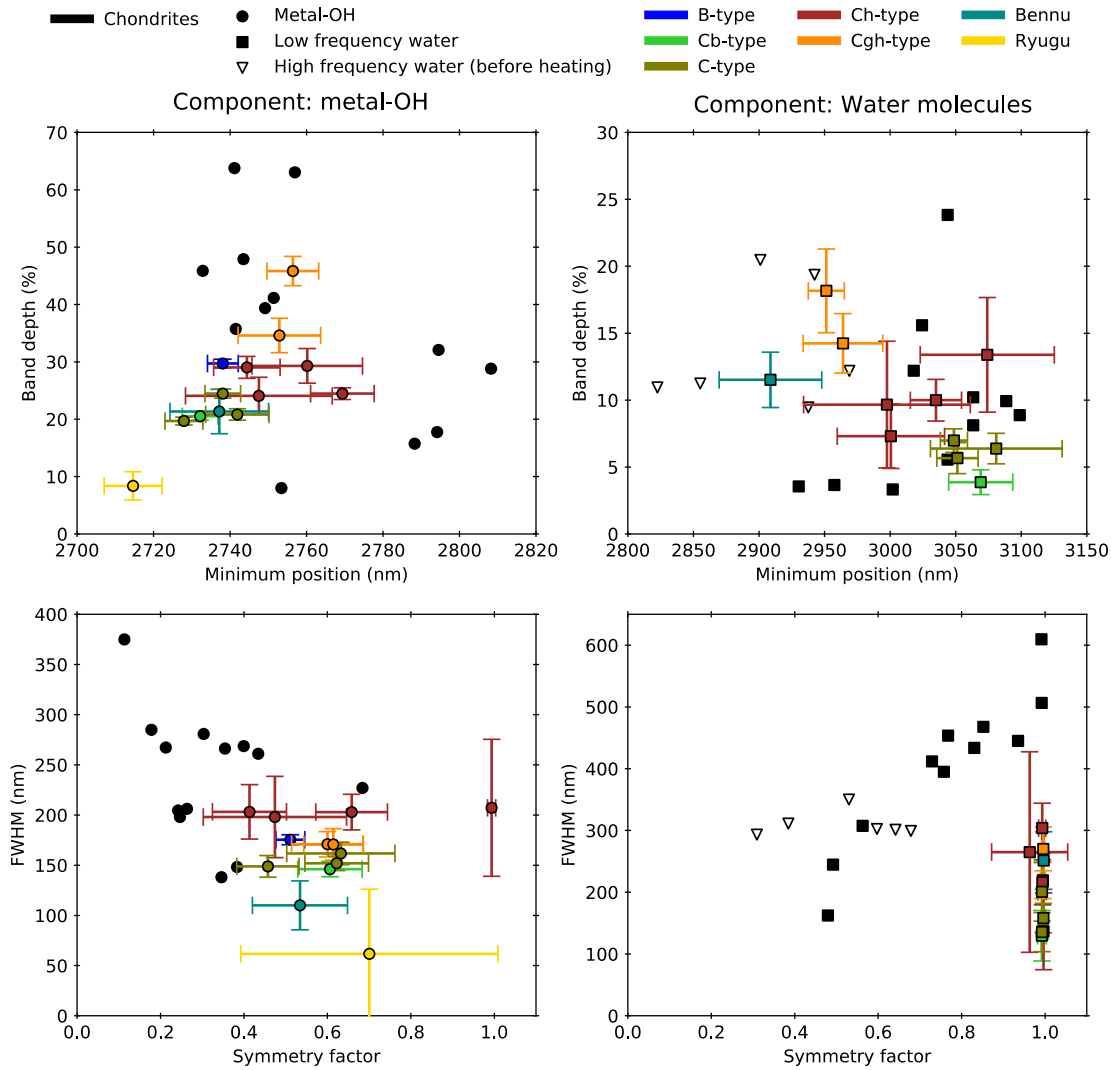 Chondrites
Metal-OH
Low frequency water
High frequency water (before heating)
B-type
Cb-type
C-type
Ch-type
Cgh-type
Bennu
Ryugu
Component: metal-OH
70
60
50
40
30
20
10
0
Band depth (%)
2700 2720 2740 2760 2780 2800 2820
Minimum position (nm)
Component: Water molecules
30
25
20
15
10
5
0
Band depth (%)
2800 2850 2900 2950 3000 3050 3100 3150
Minimum position (nm)
400
350
300
250
200
150
100
50
0
FWHM (nm)
0.0 0.2 0.4 0.6 0.8 1.0
Symmetry factor
600
500
400
300
200
100
0
FWHM (nm)
0.0 0.2 0.4 0.6 0.8 1.0
Symmetry factor